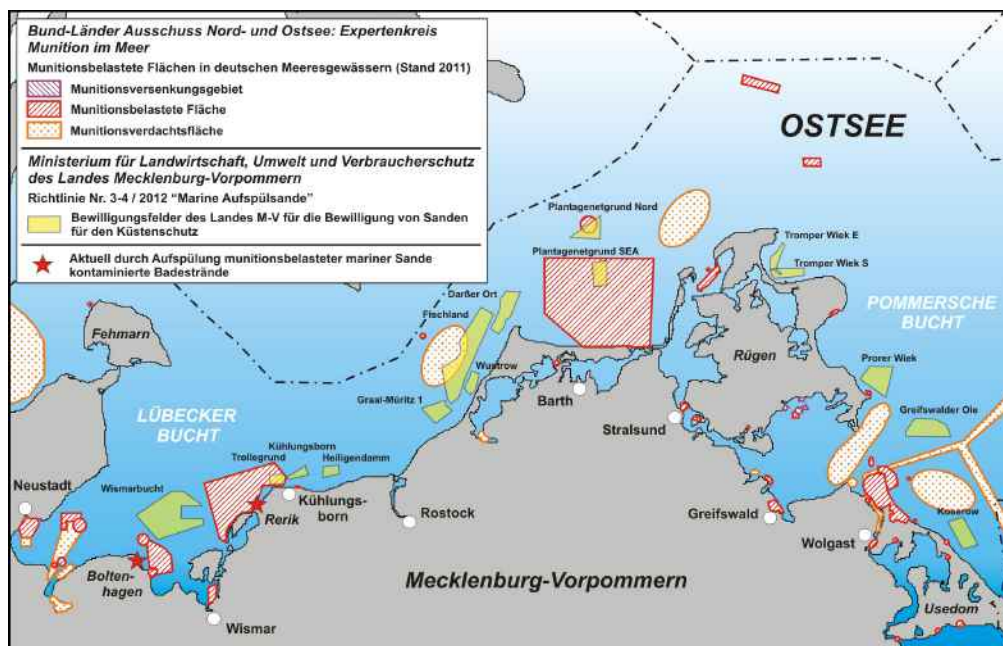 Bund-Länder Ausschuss Nord- und Ostsee: Expertenkreis
Munition im Meer
Munitionsbelastete Flächen in deutschen Meeresgewässern (Stand 2011)
Munitionsversenkungsgebiet
Munitionsbelastete Fläche
Munitionsverdachtsfläche
Ministerium für Landwirtschaft, Umwelt und Verbraucherschutz
des Landes Mecklenburg-Vorpommern
Richtlinie Nr. 3-4 / 2012 "Marine Aufspülsande"
Bewilligungsfelder des Landes M-V für die Bewilligung von Sanden
für den Küstenschutz
Aktuell durch Aufspülung munitionsbelasteter mariner Sande
kontaminierte Badestrände
OSTSEE
Plantagenetgrund Nord
Plantagenetgrund SEA
Tromper Wiek E
Tromper Wiek S
POMMERSCHE
BUCHT
Darßer Ort
Fischland
Fehmarn
Wustrow
Rügen
Prorer Wiek
Graal-Müritz 1
Barth
Greifswalder Oie
LÜBECKER
BUCHT
Stralsund
Kühlungsborn
Trollegrund
Heiligendamm
Neustadt
Wismarbucht
Kühlungs-
born
Rerik
Rostock
Greifswald
Koserow
Wolgast
Bolten-
hagen
Mecklenburg-Vorpommern
Usedom
Wismar